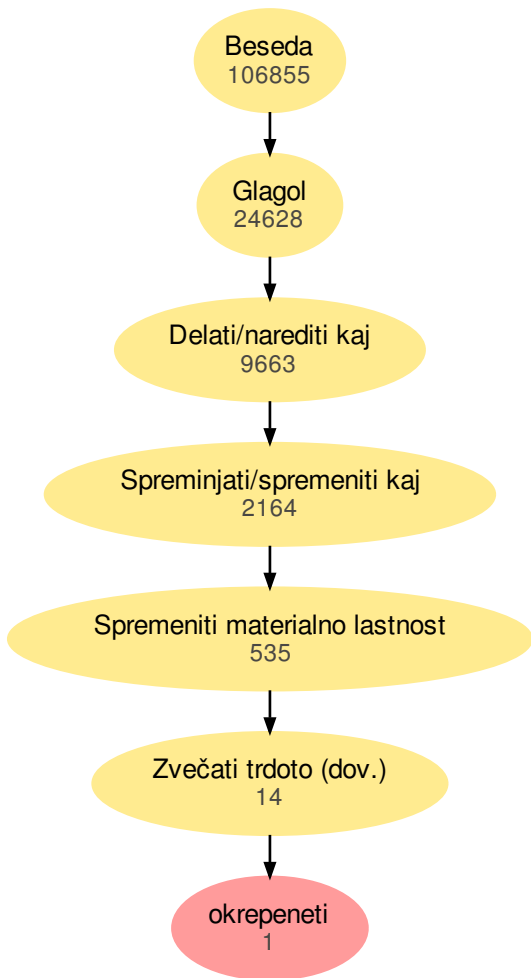 Beseda
106855
Glagol
24628
Delati/narediti kaj
9663
Spreminjati/spremeniti kaj
2164
Spremeniti materialno lastnost
535
Zvečati trdoto (dov.)
14
okrepeneti
1